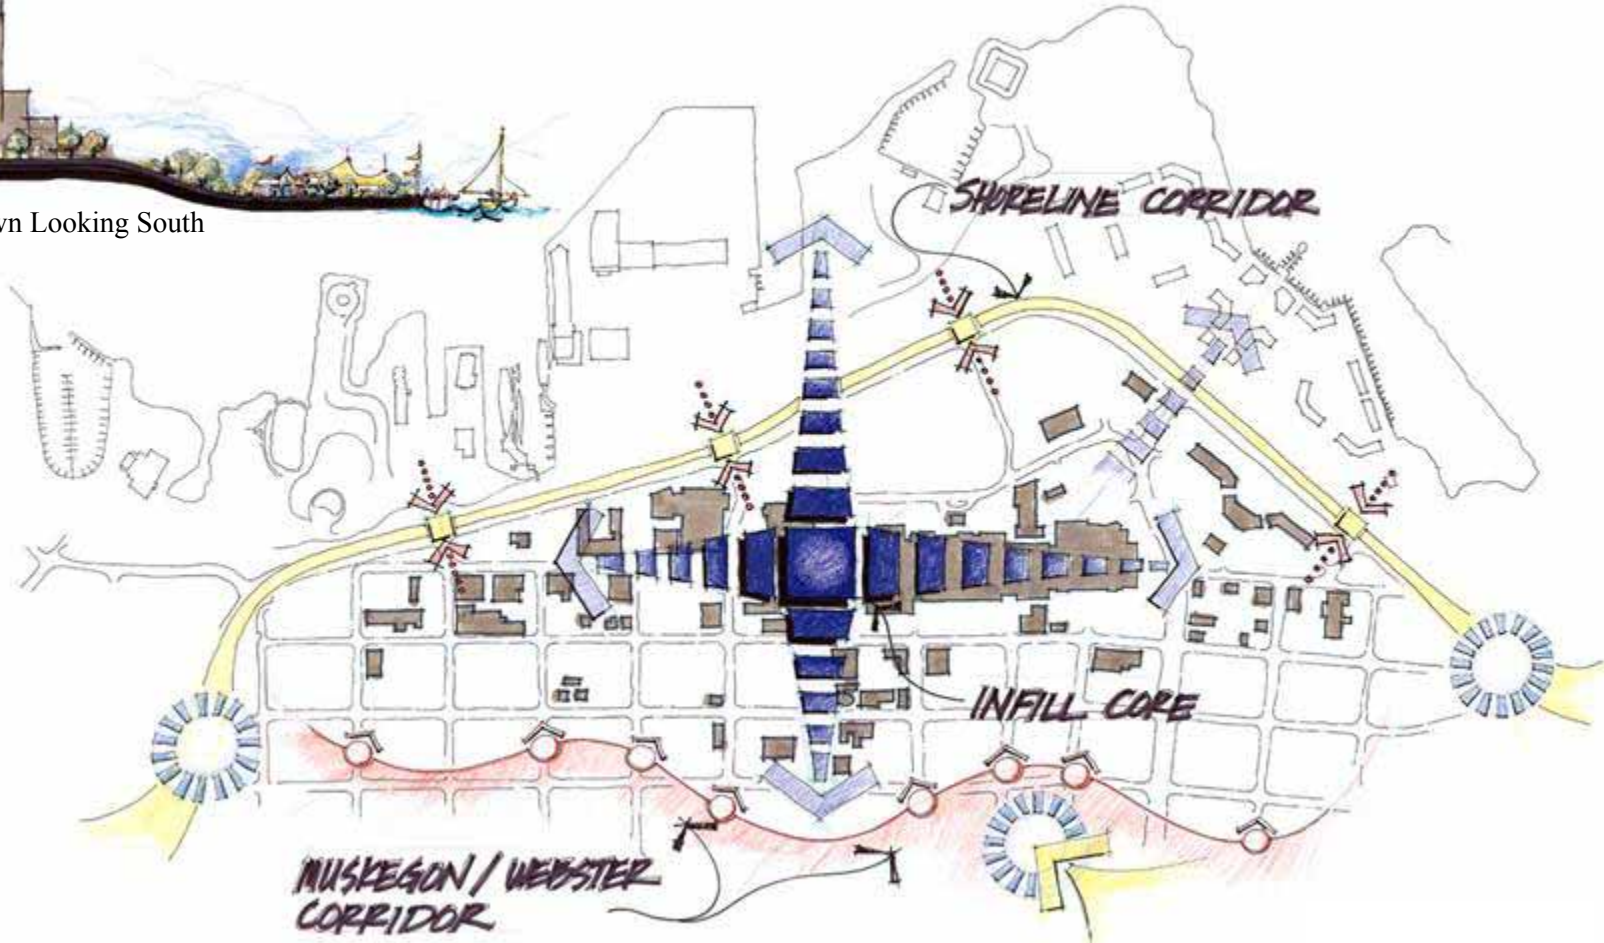 wn Looking South
SHORELINE CORRIDOR
INFILL CORE
MUSKEGON / WEBSTER
CORRIDOR